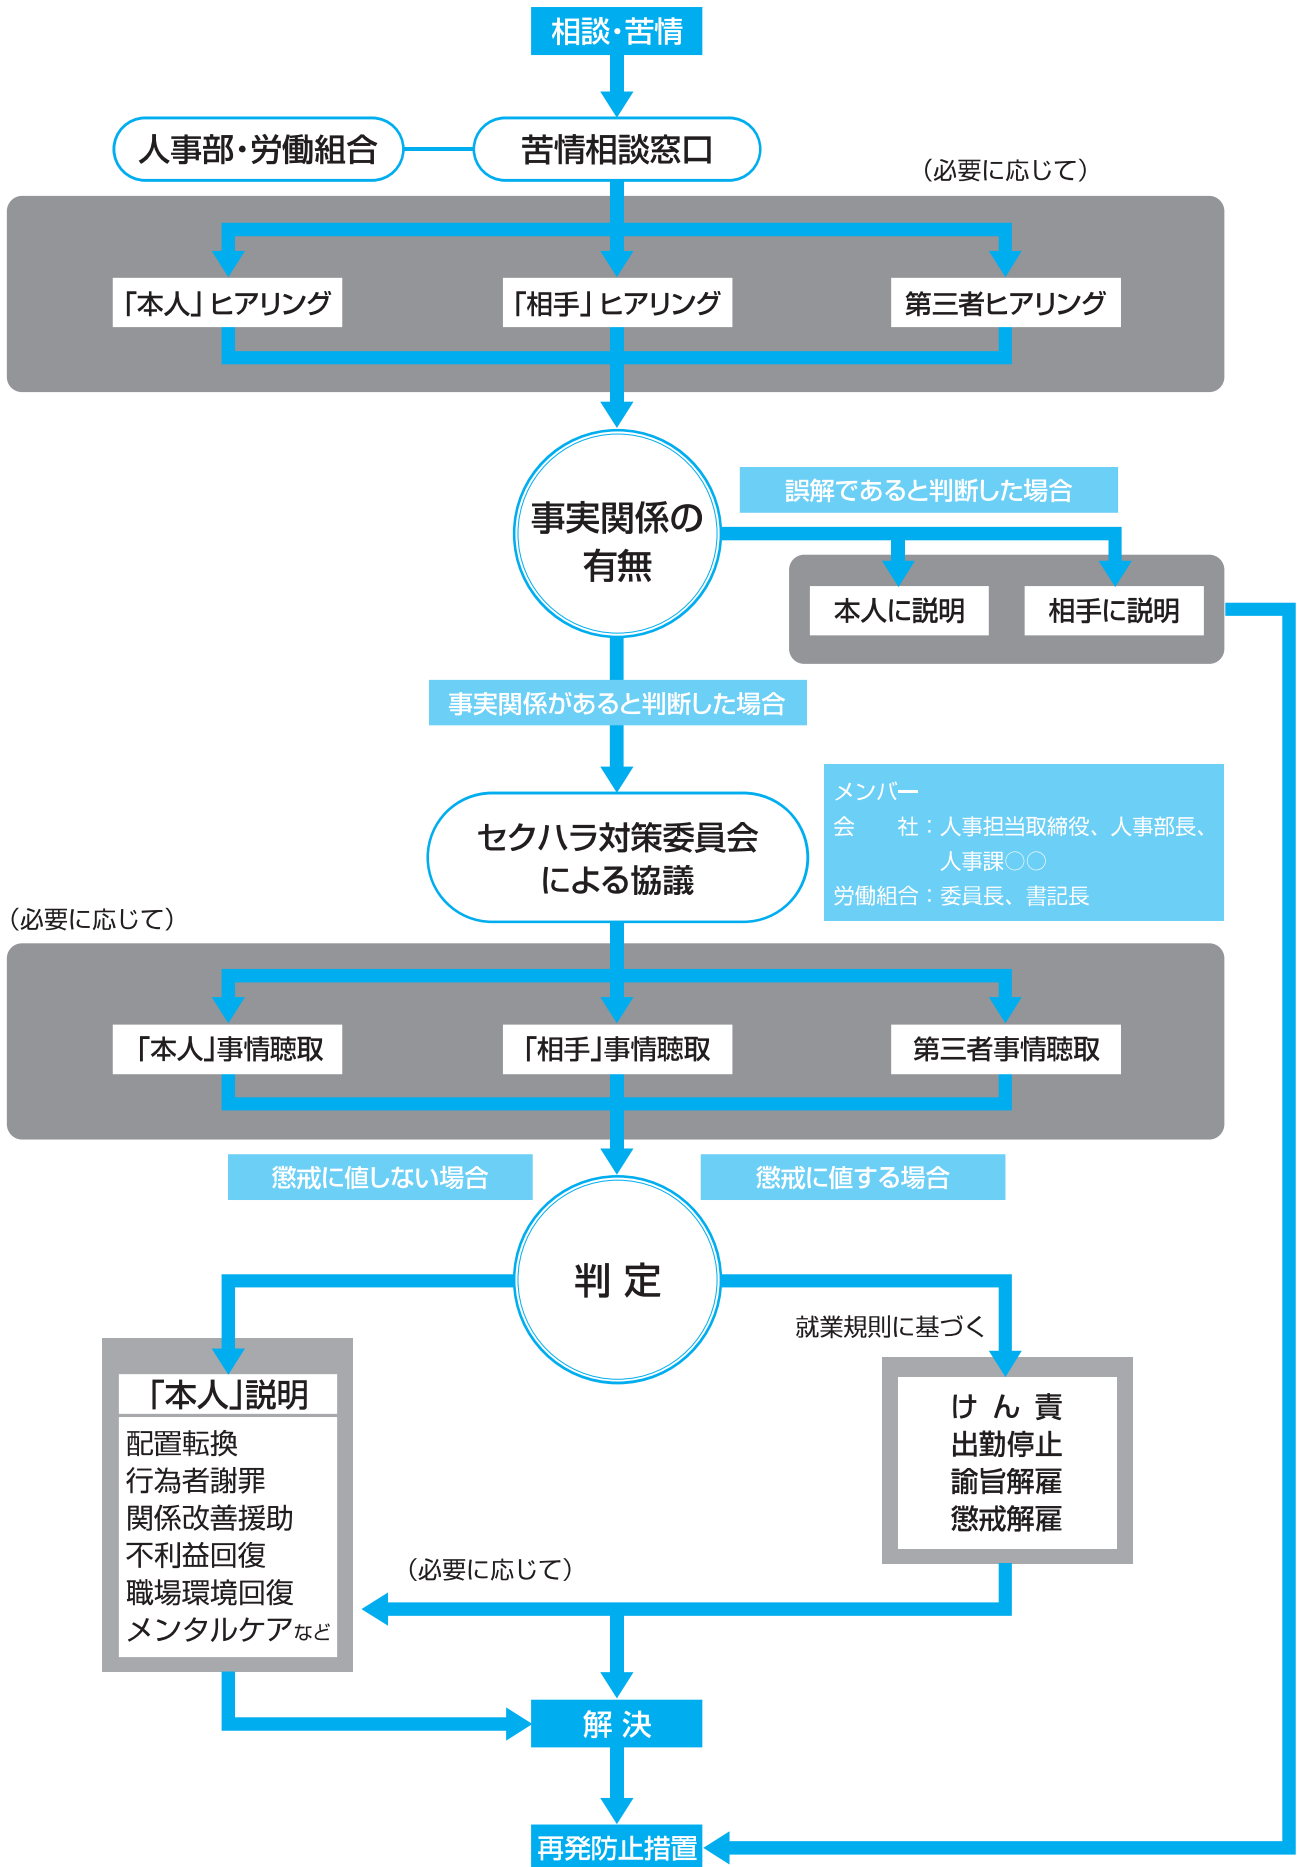 相談・苦情
人事部・労働組合
苦情相談窓口
（必要に応じて）
「本人」ヒアリング
「相手」ヒアリング
第三者ヒアリング
事実関係の
有無
誤解であると判断した場合
本人に説明
相手に説明
事実関係があると判断した場合
セクハラ対策委員会
による協議
メンバー
会　　社：人事担当取締役、人事部長、
人事課○○
労働組合：委員長、書記長
（必要に応じて）
「本人」事情聴取
「相手」事情聴取
第三者事情聴取
懲戒に値しない場合
懲戒に値する場合
判 定
就業規則に基づく
「本人」説明
配置転換
行為者謝罪
関係改善援助
不利益回復
職場環境回復
メンタルケアなど
け ん 責
出勤停止
諭旨解雇
懲戒解雇
（必要に応じて）
解 決
再発防止措置